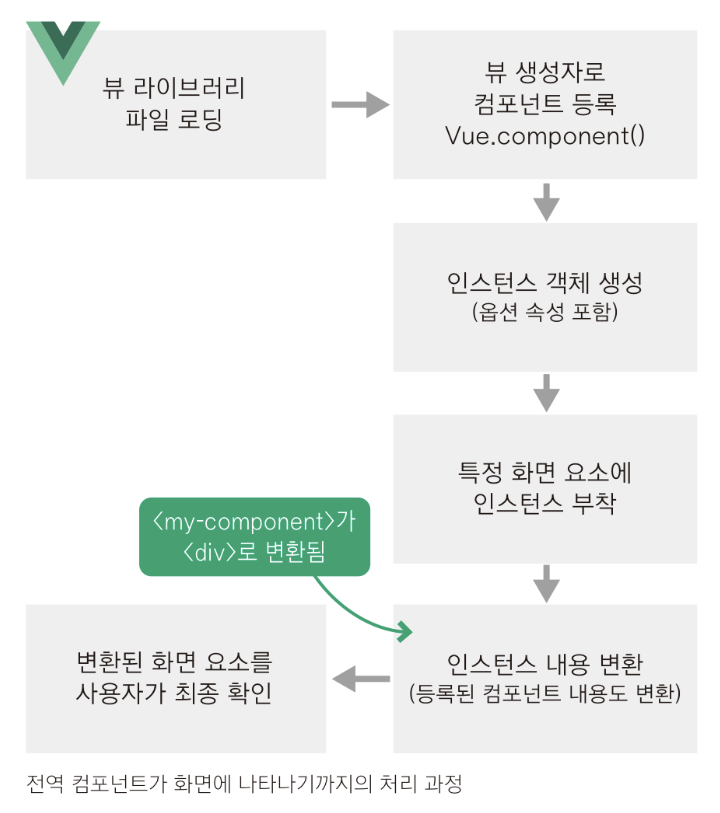 뷰 라이브러리
파일 로딩
뷰 생성자로
컴포넌트 등록
Vue.component()
인스턴스 객체 생성
(옵션 속성 포함)
특정 화면 요소에
인스턴스 부착
<my-component>가
<div>로 변환됨
인스턴스 내용 변환
(등록된 컴포넌트 내용도 변환)
변환된 화면 요소를
사용자가 최종 확인
전역 컴포넌트가 화면에 나타나기까지의 처리 과정